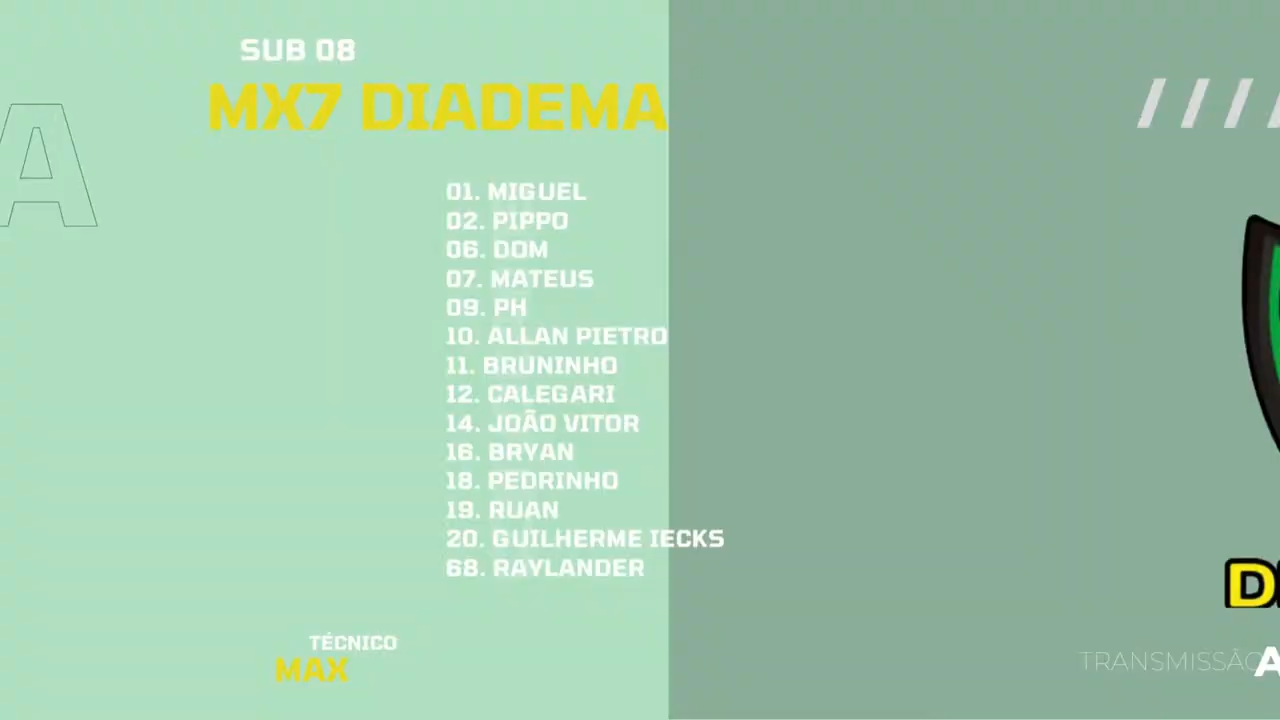 SUB 08
MX7 DIADEMA
A
01. MIGUEL
02. PIPPO
06. DOM
07. MATEUS
09. PH
10. ALLAN PIETRO
11. BRUNINHO
12. CALEGARI
14. JOÃO VITOR
16. BRYAN
18. PEDRINHO
19. RUAN
20. GUILHERME IECKS
68. RAYLANDER
TÉCNICO
MAX
D
TRANSMISSÃO A